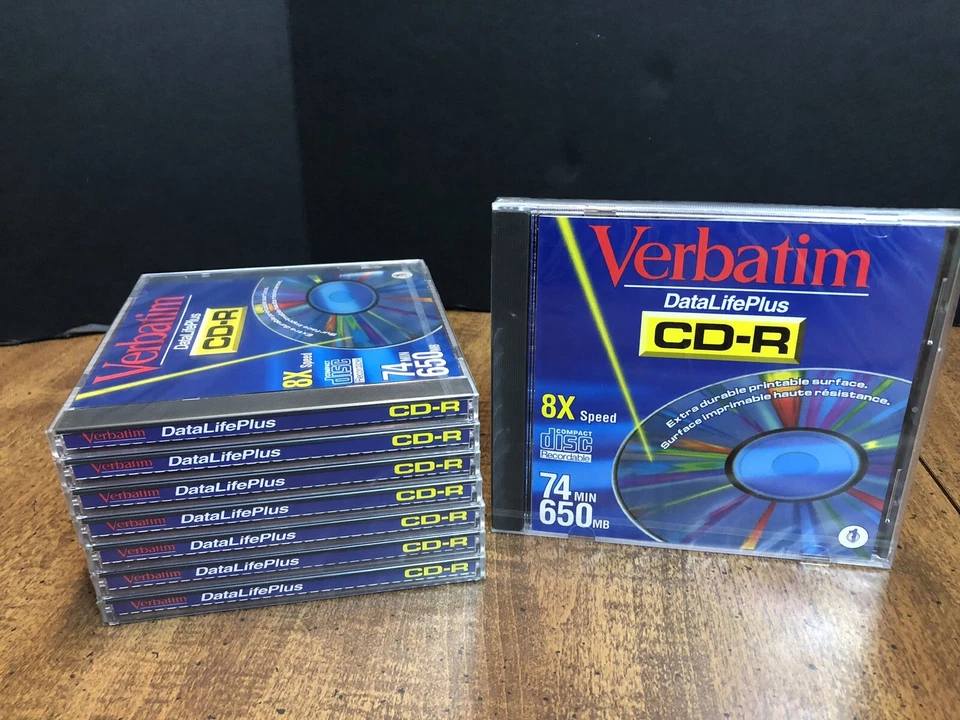 Verbatim
DataLifePlus
CD-R
Extra durable printable surface.
Surface imprimable haute résistance.
8X Speed
COMPACT
disc
Recordable
74 MIN
650 MB
Verbatim
DataLifePlus
CD-R
8X Speed
COMPACT
disc
74 MIN
650 MB
Verbatim DataLifePlus CD-R
Verbatim DataLifePlus CD-R
Verbatim DataLifePlus CD-R
Verbatim DataLifePlus CD-R
Verbatim DataLifePlus CD-R
Verbatim DataLifePlus CD-R
Verbatim DataLifePlus CD-R